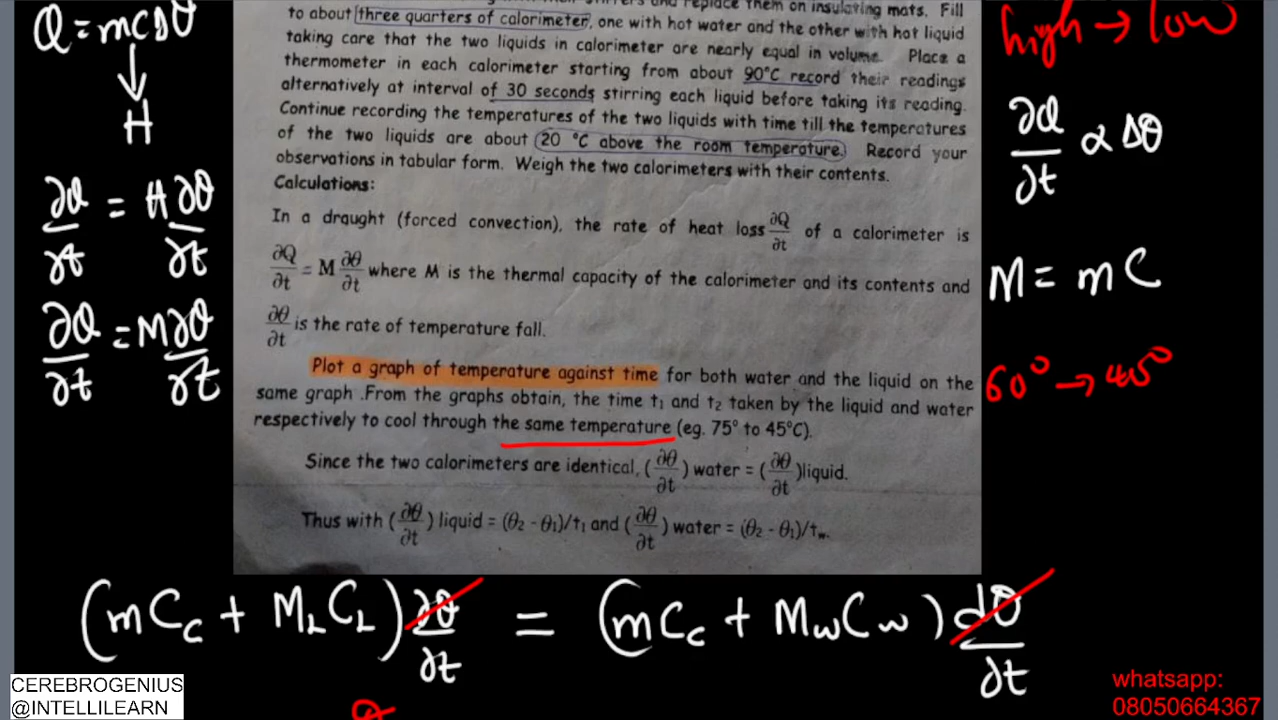 Q = mCΔθ
↓
H
∂Q/∂t = H ∂θ/∂t
∂Q/∂t = M ∂θ/∂t
and replace them on insulating mats. Fill
to about three quarters of calorimeter, one with hot water and the other with hot liquid
taking care that the two liquids in calorimeter are nearly equal in volume. Place a
thermometer in each calorimeter starting from about 90°C record their readings
alternatively at interval of 30 seconds stirring each liquid before taking its reading.
Continue recording the temperatures of the two liquids with time till the temperatures
of the two liquids are about 20 °C above the room temperature. Record your
observations in tabular form. Weigh the two calorimeters with their contents.
Calculations:
In a draught (forced convection), the rate of heat loss ∂Q/∂t of a calorimeter is
∂Q/∂t = M ∂θ/∂t where M is the thermal capacity of the calorimeter and its contents and
∂θ/∂t is the rate of temperature fall.
Plot a graph of temperature against time for both water and the liquid on the
same graph .From the graphs obtain, the time t₁ and t₂ taken by the liquid and water
respectively to cool through the same temperature (eg. 75° to 45°C).
Since the two calorimeters are identical, (∂θ/∂t) water = (∂θ/∂t)liquid.
Thus with (∂θ/∂t) liquid = (θ₂ - θ₁)/t₁ and (∂θ/∂t) water = (θ₂ - θ₁)/tw.
high → low
∂Q/∂t ∝ Δθ
M = mC
60° → 45°
(mCc + MLCL) ∂θ/∂t = (mCc + MwCw) dθ/∂t
CEREBROGENIUS
@INTELLILEARN
whatsapp:
08050664367